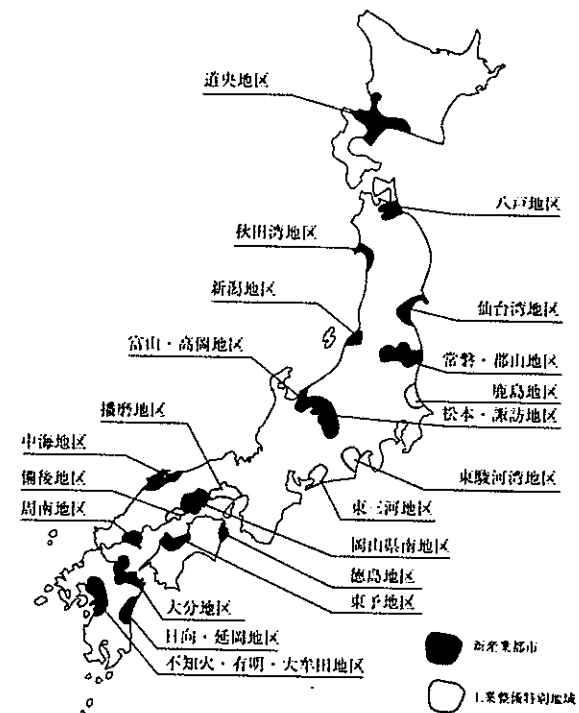 道央地区
八戸地区
秋田湾地区
仙台湾地区
新潟地区
富山・高岡地区
常磐・郡山地区
鹿島地区
播磨地区
松本・諏訪地区
中海地区
東駿河湾地区
備後地区
東三河地区
周南地区
岡山県南地区
徳島地区
大分地区
東予地区
日向・延岡地区
不知火・有明・大牟田地区
新産業都市
工業整備特別地域